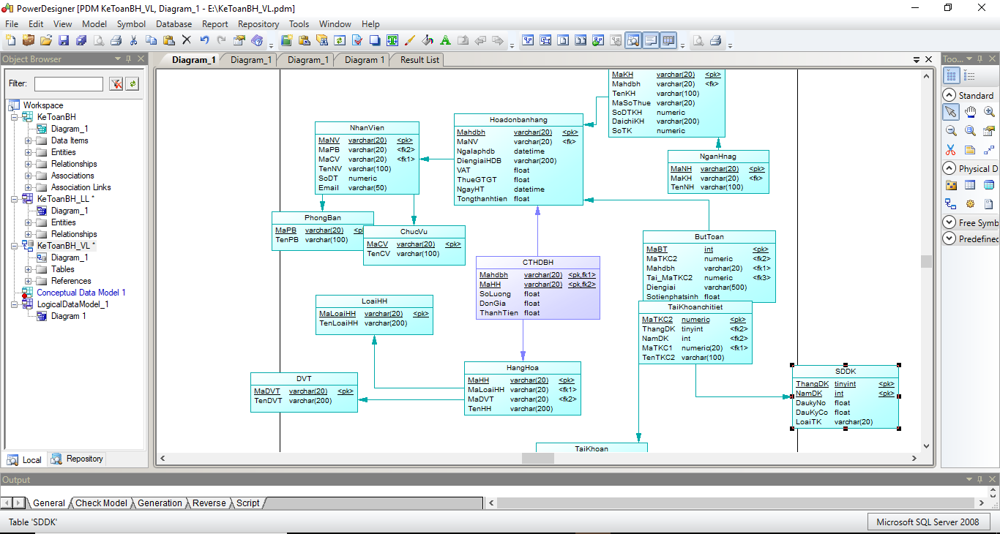 PowerDesigner [PDM KeToanBH_VL, Diagram_1 - E:\KeToanBH_VL.pdm]
File Edit View Model Symbol Database Report Repository Tools Window Help
Object Browser
Filter:
Workspace
KeToanBH
Diagram_1
Data Items
Entities
Relationships
Associations
Association Links
KeToanBH_LL *
Diagram_1
Entities
Relationships
KeToanBH_VL *
Diagram_1
Tables
References
Conceptual Data Model 1
LogicalDataModel_1
Diagram 1
Local Repository
Diagram_1 Diagram_1 Diagram_1 Diagram 1 Result List
MaKH varchar(20) <pk>
Mahdbh varchar(20) <fk>
TenKH varchar(100)
MaSoThue varchar(20)
SoDTKH numeric
DaichiKH varchar(200)
SoTK numeric
Hoadonbanhang
Mahdbh varchar(20) <pk>
MaNV varchar(20) <fk>
Ngalaphdb datetime
DiengiaiHDB varchar(200)
VAT float
ThueGTGT float
NgayHT datetime
Tongthantien float
NhanVien
MaNV varchar(20) <pk>
MaPB varchar(20) <fk2>
MaCV varchar(20) <fk1>
TenNV varchar(100)
SoDT numeric
Email varchar(50)
NganHnag
MaNH varchar(20) <pk>
MaKH varchar(20) <fk>
TenNH varchar(100)
PhongBan
MaPB varchar(20) <p
TenPB varchar(100)
ChucVu
MaCV varchar(20) <pk>
TenCV varchar(100)
ButToan
MaBT int <pk>
MaTKC2 numeric <fk2>
Mahdbh varchar(20) <fk1>
Tai_MaTKC2 numeric <fk3>
Diengiai varchar(500)
Sotienphatsinh float
CTHDBH
Mahdbh varchar(20) <pk,fk1>
MaHH varchar(20) <pk,fk2>
SoLuong float
DonGia float
ThanhTien float
LoaiHH
MaLoaiHH varchar(20) <pk>
TenLoaiHH varchar(200)
TaiKhoanchitiet
MaTKC2 numeric <pk>
ThangDK tinyint <fk2>
NamDK int <fk2>
MaTKC1 numeric(20) <fk1>
TenTKC2 varchar(100)
HangHoa
MaHH varchar(20) <pk>
MaLoaiHH varchar(20) <fk1>
MaDVT varchar(20) <fk2>
TenHH varchar(200)
DVT
MaDVT varchar(20) <pk>
TenDVT varchar(200)
SDDK
ThangDK tinyint <pk>
NamDK int <pk>
DaukyNo float
DauKyCo float
LoaiTK varchar(20)
TaiKhoan
Too...
Standard
Physical D
Free Symb
Predefined
Output
General Check Model Generation Reverse Script
Table 'SDDK'
Microsoft SQL Server 2008